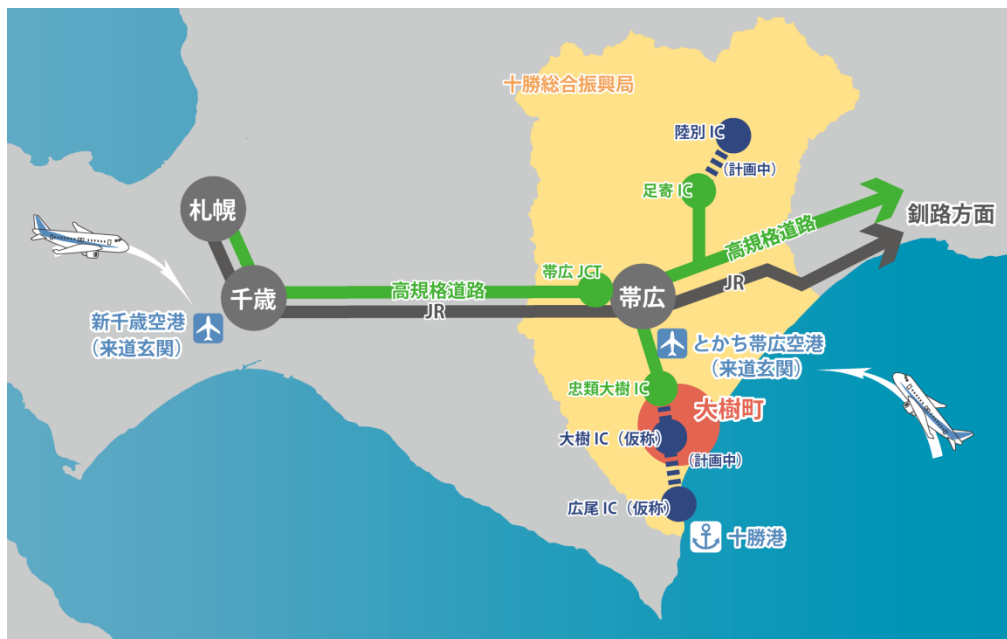 十勝総合振興局
陸別 IC
(計画中)
足寄 IC
札幌
高規格道路
釧路方面
帯広 JCT
千歳
高規格道路
帯広
JR
JR
新千歳空港
(来道玄関)
とかち帯広空港
(来道玄関)
忠類大樹 IC
大樹町
大樹 IC(仮称)
(計画中)
広尾 IC(仮称)
十勝港